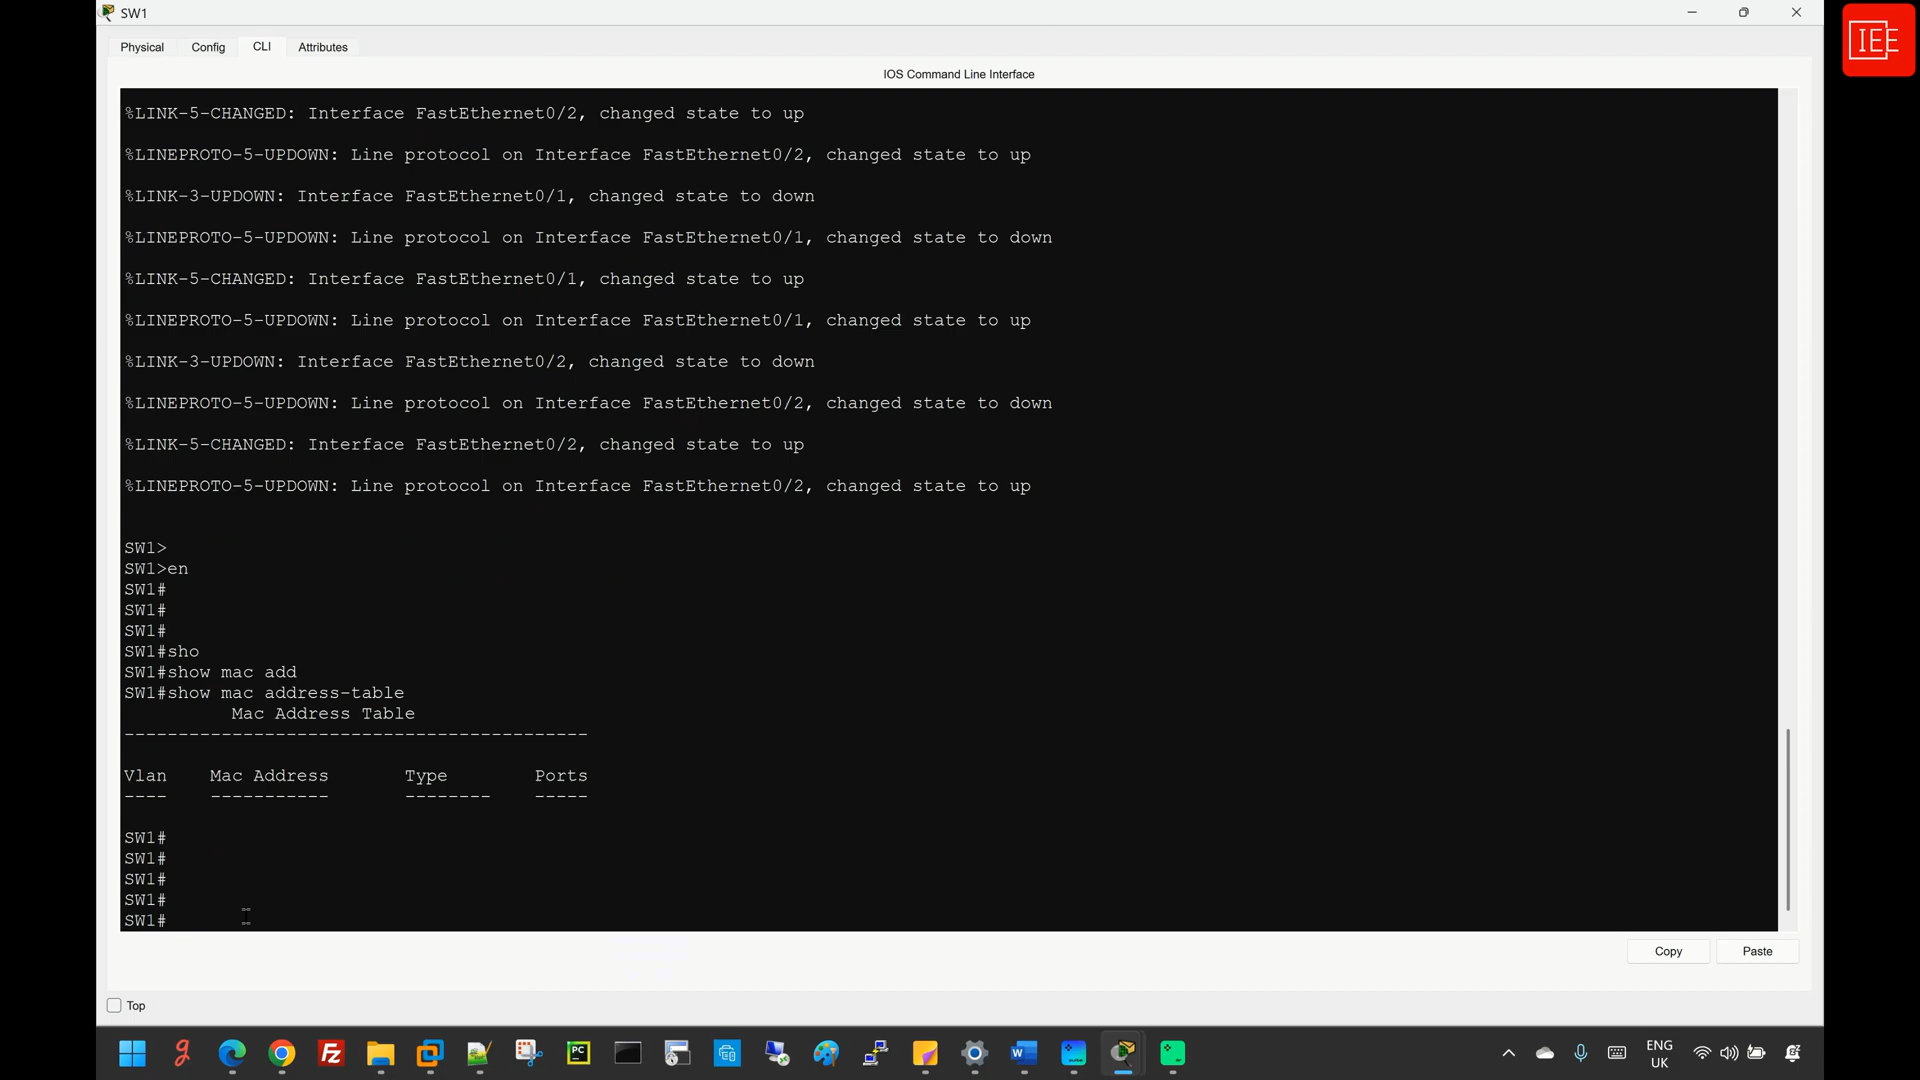 SW1
IEE
Physical Config CLI Attributes
IOS Command Line Interface
%LINK-5-CHANGED: Interface FastEthernet0/2, changed state to up
%LINEPROTO-5-UPDOWN: Line protocol on Interface FastEthernet0/2, changed state to up
%LINK-3-UPDOWN: Interface FastEthernet0/1, changed state to down
%LINEPROTO-5-UPDOWN: Line protocol on Interface FastEthernet0/1, changed state to down
%LINK-5-CHANGED: Interface FastEthernet0/1, changed state to up
%LINEPROTO-5-UPDOWN: Line protocol on Interface FastEthernet0/1, changed state to up
%LINK-3-UPDOWN: Interface FastEthernet0/2, changed state to down
%LINEPROTO-5-UPDOWN: Line protocol on Interface FastEthernet0/2, changed state to down
%LINK-5-CHANGED: Interface FastEthernet0/2, changed state to up
%LINEPROTO-5-UPDOWN: Line protocol on Interface FastEthernet0/2, changed state to up
SW1>
SW1>en
SW1#
SW1#
SW1#
SW1#sho
SW1#show mac add
SW1#show mac address-table
Mac Address Table
-------------------------------------------
Vlan Mac Address Type Ports
---- ----------- -------- -----
SW1#
SW1#
SW1#
SW1#
SW1#
Copy Paste
Top
g
FZ
PC
W
ENG
UK